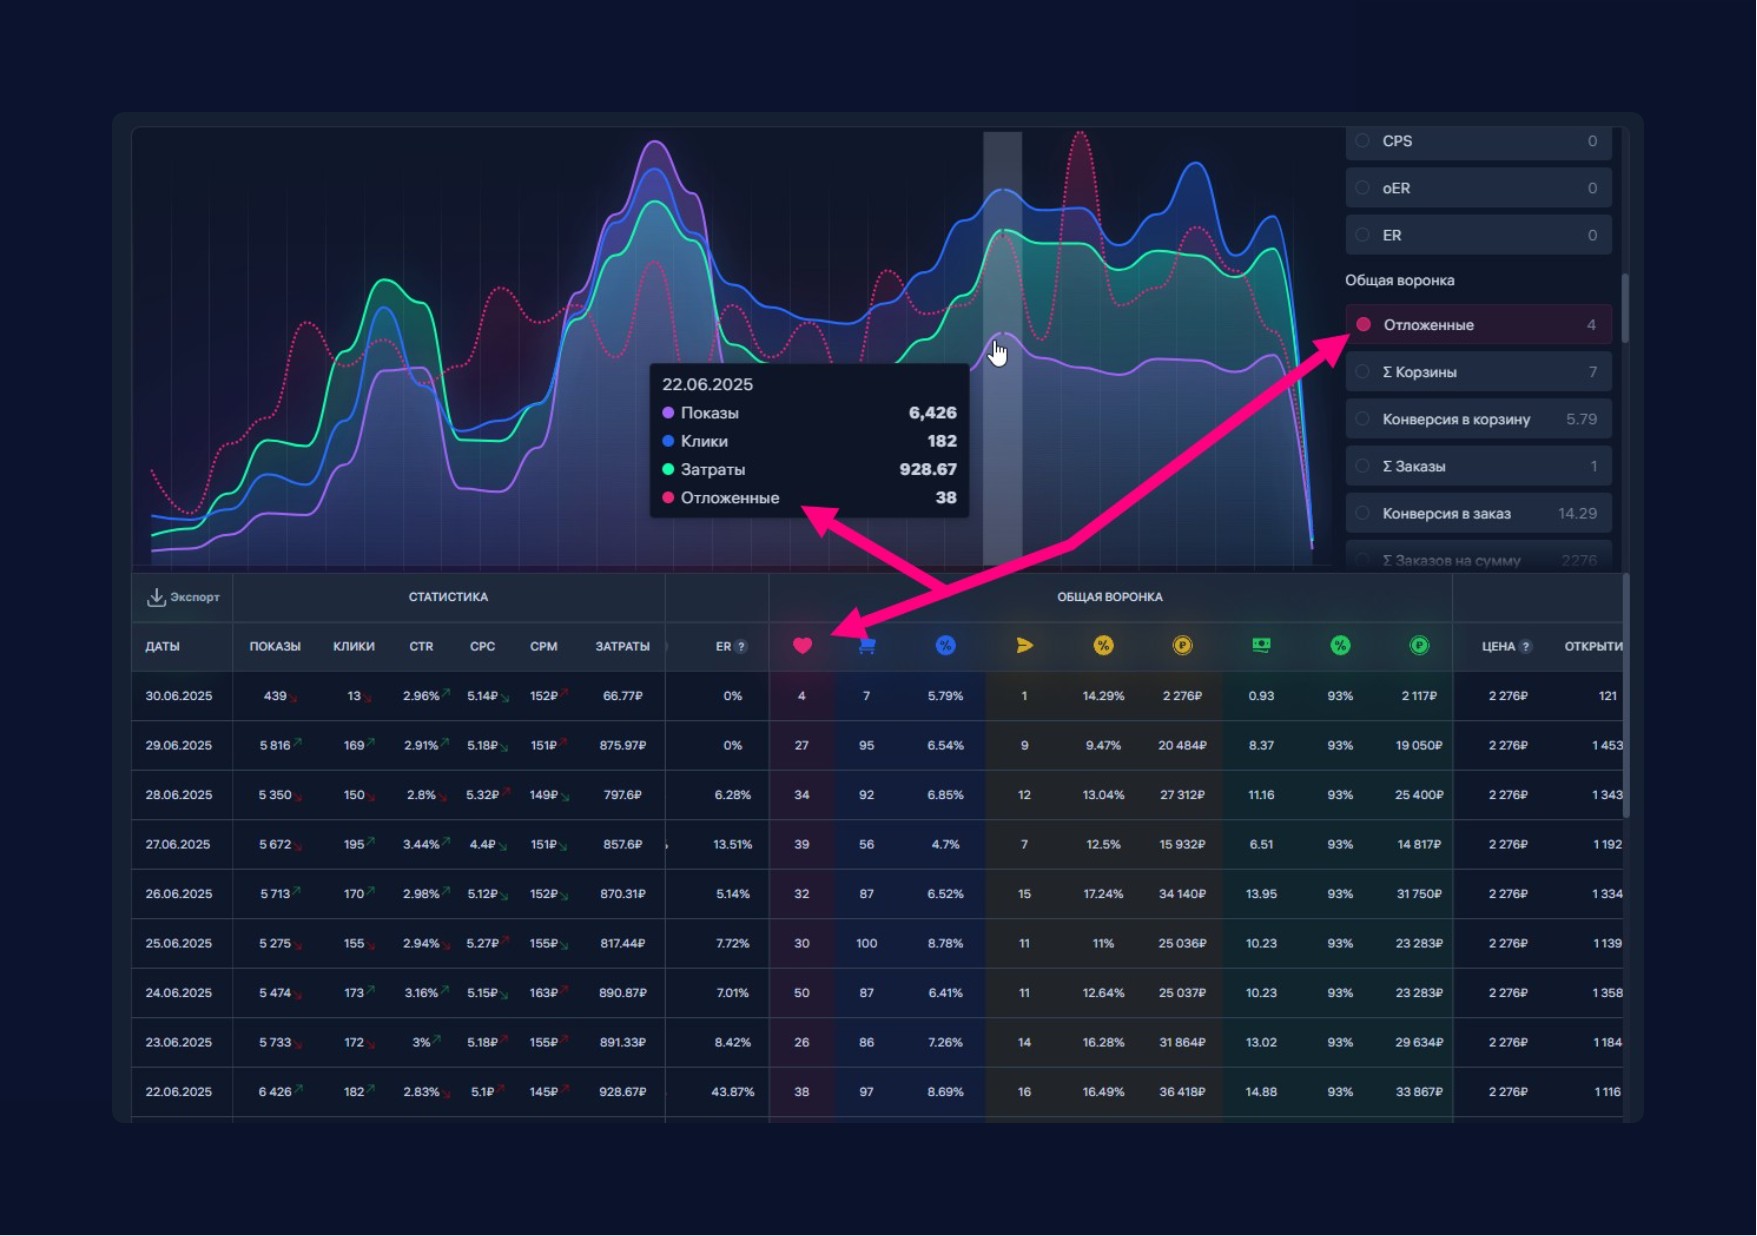 CPS 0
oER 0
ER 0
Общая воронка
Отложенные 4
Σ Корзины 7
Конверсия в корзину 5.79
Σ Заказы 1
Конверсия в заказ 14.29
Σ Заказов на сумму 2276
22.06.2025
Показы 6,426
Клики 182
Затраты 928.67
Отложенные 38
Экспорт СТАТИСТИКА ОБЩАЯ ВОРОНКА
ДАТЫ ПОКАЗЫ КЛИКИ CTR CPC CPM ЗАТРАТЫ ER ? % % ₽ % ₽ ЦЕНА ? ОТКРЫТИ
30.06.2025 439 13 2.96% 5.14₽ 152₽ 66.77₽ 0% 4 7 5.79% 1 14.29% 2 276₽ 0.93 93% 2 117₽ 2 276₽ 121
29.06.2025 5 816 169 2.91% 5.18₽ 151₽ 875.97₽ 0% 27 95 6.54% 9 9.47% 20 484₽ 8.37 93% 19 050₽ 2 276₽ 1 453
28.06.2025 5 350 150 2.8% 5.32₽ 149₽ 797.6₽ 6.28% 34 92 6.85% 12 13.04% 27 312₽ 11.16 93% 25 400₽ 2 276₽ 1 343
27.06.2025 5 672 195 3.44% 4.4₽ 151₽ 857.6₽ 13.51% 39 56 4.7% 7 12.5% 15 932₽ 6.51 93% 14 817₽ 2 276₽ 1 192
26.06.2025 5 713 170 2.98% 5.12₽ 152₽ 870.31₽ 5.14% 32 87 6.52% 15 17.24% 34 140₽ 13.95 93% 31 750₽ 2 276₽ 1 334
25.06.2025 5 275 155 2.94% 5.27₽ 155₽ 817.44₽ 7.72% 30 100 8.78% 11 11% 25 036₽ 10.23 93% 23 283₽ 2 276₽ 1 139
24.06.2025 5 474 173 3.16% 5.15₽ 163₽ 890.87₽ 7.01% 50 87 6.41% 11 12.64% 25 037₽ 10.23 93% 23 283₽ 2 276₽ 1 358
23.06.2025 5 733 172 3% 5.18₽ 155₽ 891.33₽ 8.42% 26 86 7.26% 14 16.28% 31 864₽ 13.02 93% 29 634₽ 2 276₽ 1 184
22.06.2025 6 426 182 2.83% 5.1₽ 145₽ 928.67₽ 43.87% 38 97 8.69% 16 16.49% 36 418₽ 14.88 93% 33 867₽ 2 276₽ 1 116